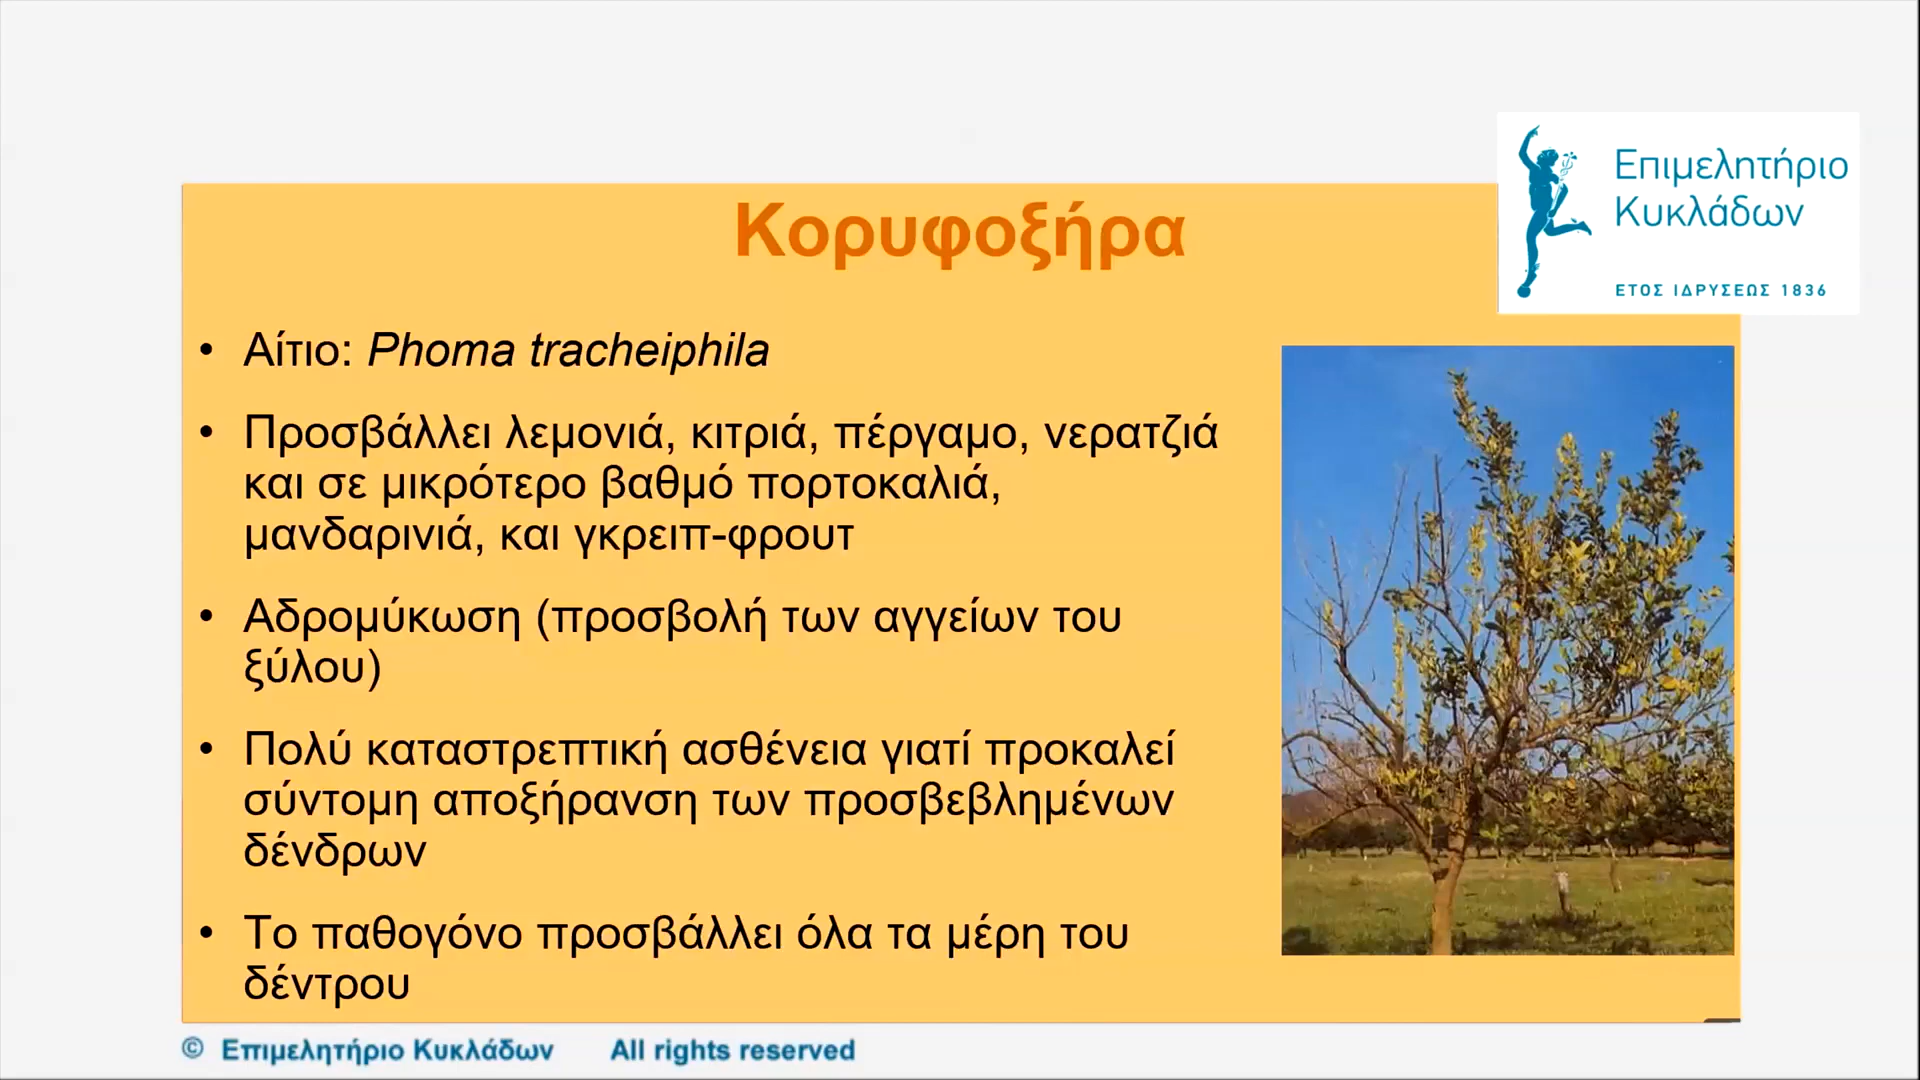 Επιμελητήριο
Κυκλάδων
ΕΤΟΣ ΙΔΡΥΣΕΩΣ 1836
Κορυφοξήρα
• Αίτιο: Phoma tracheiphila
• Προσβάλλει λεμονιά, κιτριά, πέργαμο, νερατζιά
και σε μικρότερο βαθμό πορτοκαλιά,
μανδαρινιά, και γκρειπ-φρουτ
• Αδρομύκωση (προσβολή των αγγείων του
ξύλου)
• Πολύ καταστρεπτική ασθένεια γιατί προκαλεί
σύντομη αποξήρανση των προσβεβλημένων
δένδρων
• Το παθογόνο προσβάλλει όλα τα μέρη του
δέντρου
© Επιμελητήριο Κυκλάδων All rights reserved